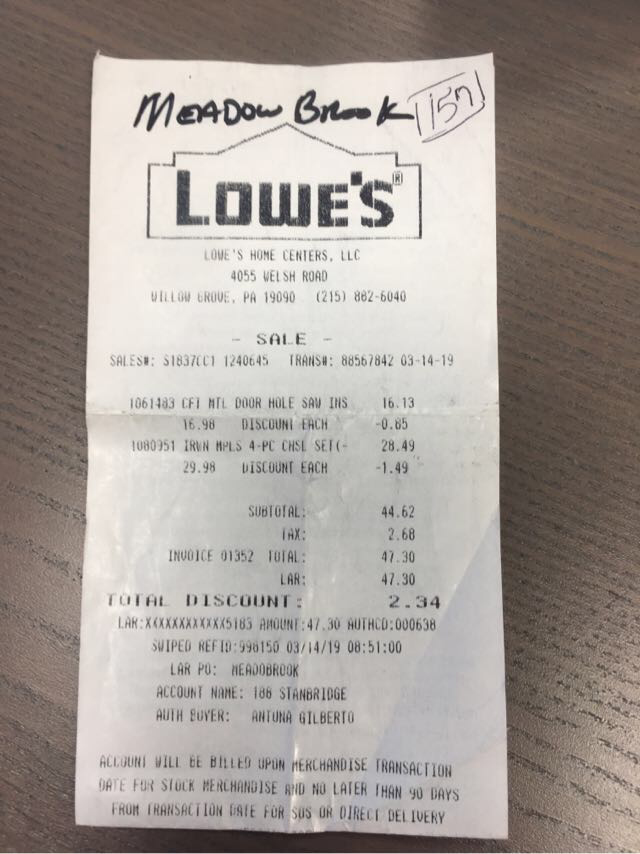 MEADOW BROOK 157
LOWE'S®
LOWE'S HOME CENTERS, LLC
4055 WELSH ROAD
WILLOW GROVE, PA 19090 (215) 882-6040
- SALE -
SALES#: S1837CC1 1240645 TRANS#: 88567842 03-14-19
1061483 CFT MTL DOOR HOLE SAW INS 16.13
16.98 DISCOUNT EACH -0.85
1080951 IRWN MPLS 4-PC CHSL SET(- 28.49
29.98 DISCOUNT EACH -1.49
SUBTOTAL: 44.62
TAX: 2.68
INVOICE 01352 TOTAL: 47.30
LAR: 47.30
TOTAL DISCOUNT: 2.34
LAR:XXXXXXXXXXXX5183 AMOUNT:47.30 AUTHCD:000638
SWIPED REFID:998150 03/14/19 08:51:00
LAR PO: MEADOBROOK
ACCOUNT NAME: 188 STANBRIDGE
AUTH BUYER: ANTUNA GILBERTO
ACCOUNT WILL BE BILLED UPON MERCHANDISE TRANSACTION
DATE FOR STOCK MERCHANDISE AND NO LATER THAN 90 DAYS
FROM TRANSACTION DATE FOR SOS OR DIRECT DELIVERY